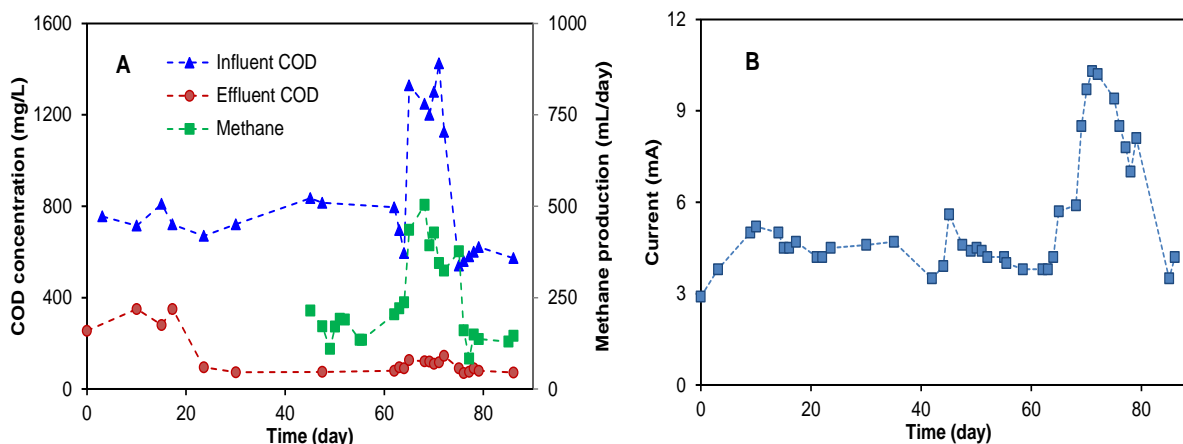 A
Influent COD
Effluent COD
Methane
COD concentration (mg/L)
1600
1200
800
400
0
1000
750
500
250
0
Methane production (mL/day)
0
20
40
60
80
Time (day)
B
Current (mA)
12
9
6
3
0
0
20
40
60
80
Time (day)